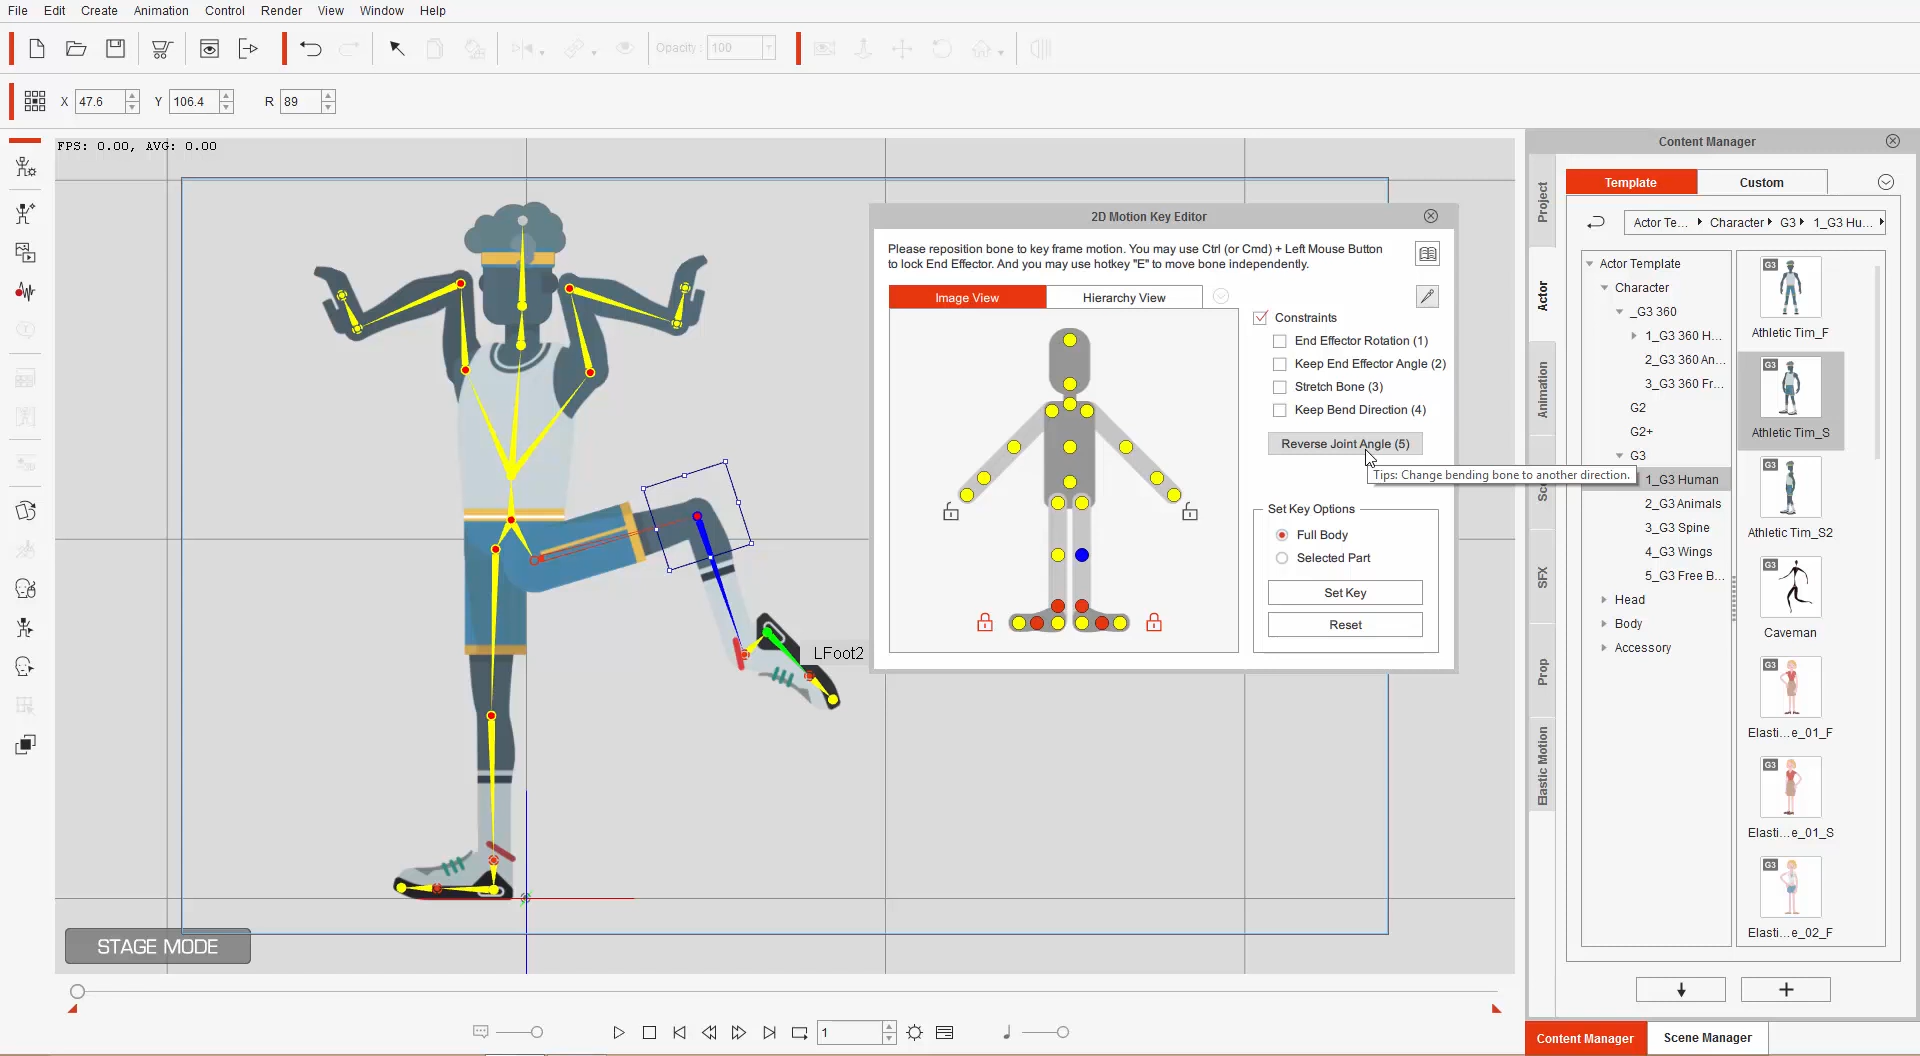 File Edit Create Animation Control Render View Window Help
Opacity : 100
X 47.6 Y 106.4 R 89
FPS: 0.00, AVG: 0.00
LFoot2
STAGE MODE
2D Motion Key Editor
Please reposition bone to key frame motion. You may use Ctrl (or Cmd) + Left Mouse Button
to lock End Effector. And you may use hotkey "E" to move bone independently.
Image View
Hierarchy View
Constraints
End Effector Rotation (1)
Keep End Effector Angle (2)
Stretch Bone (3)
Keep Bend Direction (4)
Reverse Joint Angle (5)
Tips: Change bending bone to another direction.
Set Key Options
Full Body
Selected Part
Set Key
Reset
Content Manager
Project
Actor
Animation
Sc
SFX
Prop
Elastic Motion
Template
Custom
Actor Te... Character G3 1_G3 Hu...
Actor Template
Character
_G3 360
1_G3 360 H...
2_G3 360 An...
3_G3 360 Fr...
G2
G2+
G3
1_G3 Human
2_G3 Animals
3_G3 Spine
4_G3 Wings
5_G3 Free B...
Head
Body
Accessory
G3
Athletic Tim_F
G3
Athletic Tim_S
G3
Athletic Tim_S2
G3
Caveman
G3
Elasti...e_01_F
G3
Elasti...e_01_S
G3
Elasti...e_02_F
1
Content Manager
Scene Manager